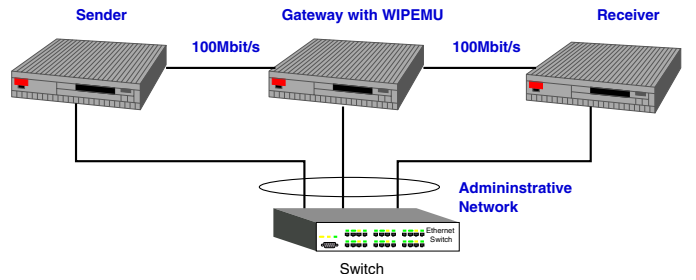 Sender
Gateway with WIPEMU
Receiver
100Mbit/s
100Mbit/s
Admininstrative
Network
Ethernet
Switch
Switch